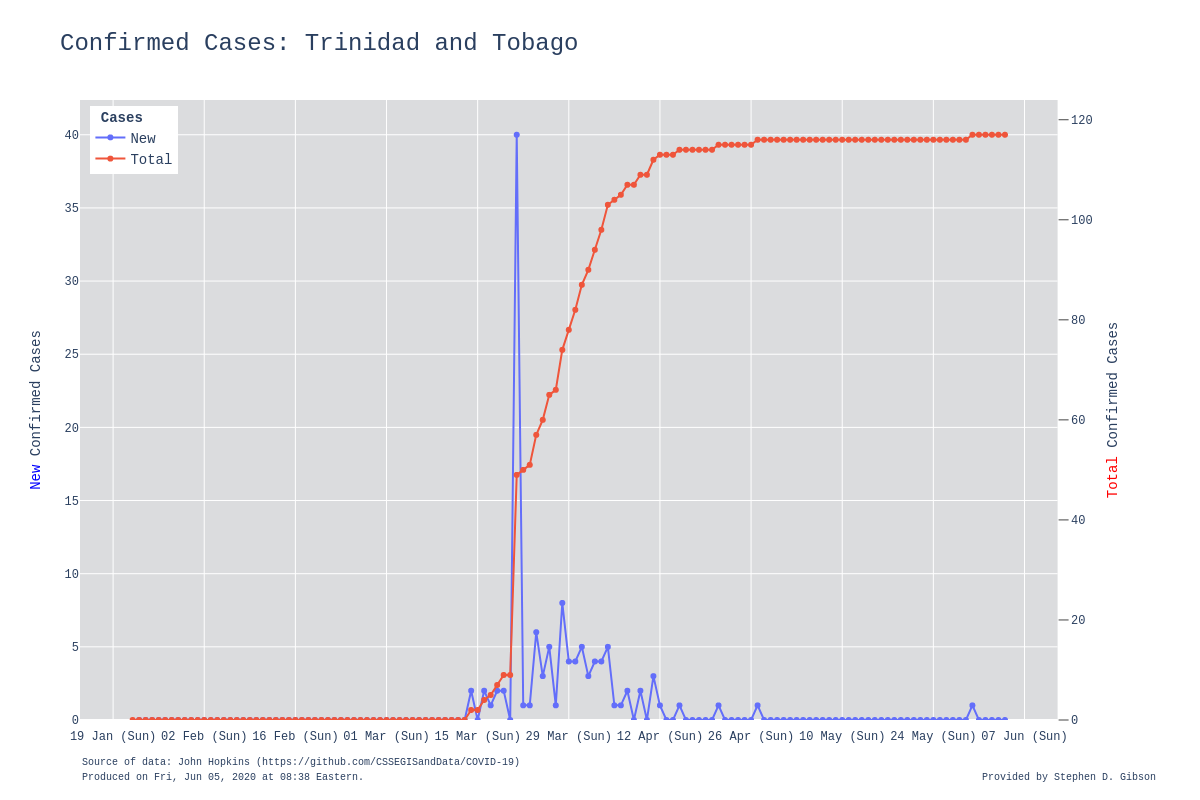 Confirmed Cases: Trinidad and Tobago
Cases
New
Total
40
35
30
25
20
15
10
5
0
New Confirmed Cases
120
100
80
60
40
20
0
Total Confirmed Cases
19 Jan (Sun) 02 Feb (Sun) 16 Feb (Sun) 01 Mar (Sun) 15 Mar (Sun) 29 Mar (Sun) 12 Apr (Sun) 26 Apr (Sun) 10 May (Sun) 24 May (Sun) 07 Jun (Sun)
Source of data: John Hopkins (https://github.com/CSSEGISandData/COVID-19)
Produced on Fri, Jun 05, 2020 at 08:38 Eastern.
Provided by Stephen D. Gibson